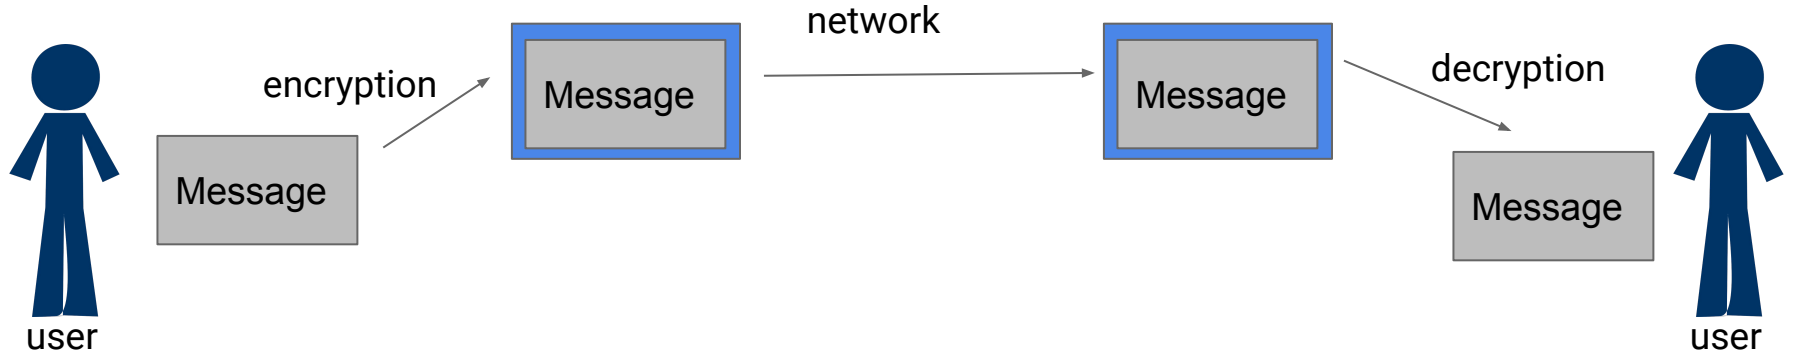 user
Message
encryption
Message
network
Message
decryption
Message
user